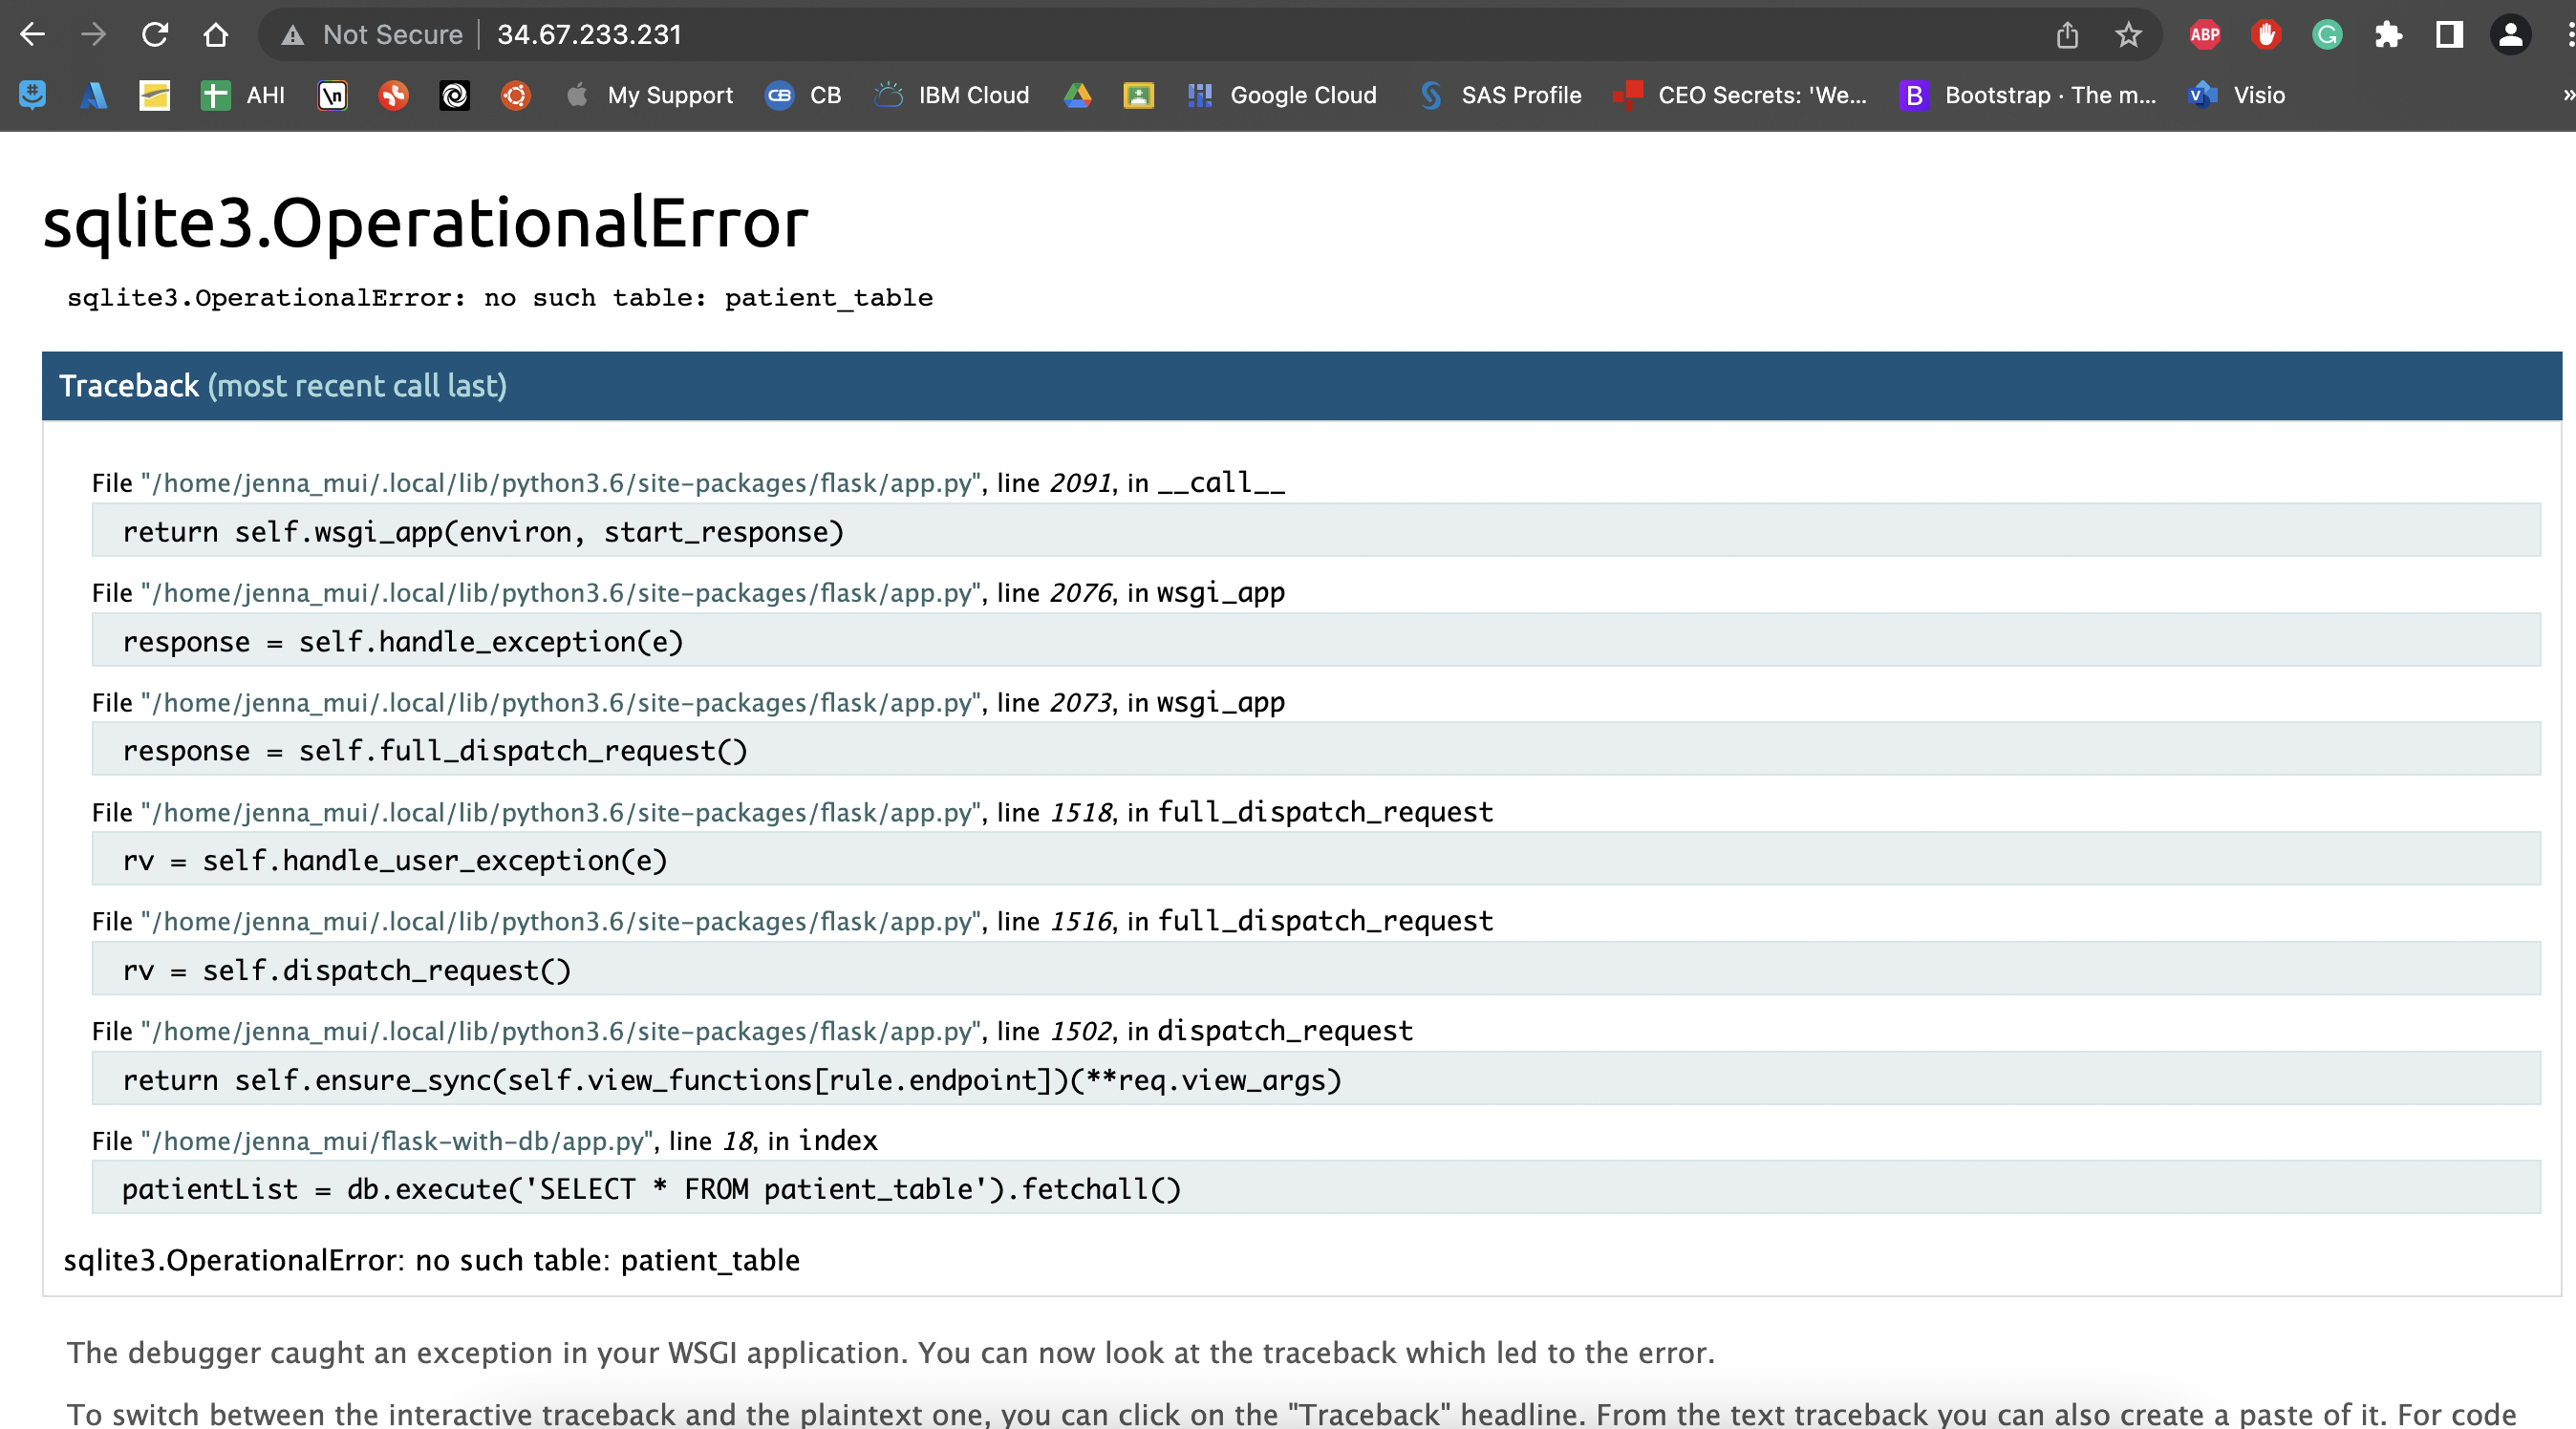 Not Secure 34.67.233.231 ABP
AHI \n My Support CB CB IBM Cloud Google Cloud SAS Profile CEO Secrets: 'We... B Bootstrap · The m... Visio »
sqlite3.OperationalError
sqlite3.OperationalError: no such table: patient_table
Traceback (most recent call last)
File "/home/jenna_mui/.local/lib/python3.6/site-packages/flask/app.py", line 2091, in __call__
return self.wsgi_app(environ, start_response)
File "/home/jenna_mui/.local/lib/python3.6/site-packages/flask/app.py", line 2076, in wsgi_app
response = self.handle_exception(e)
File "/home/jenna_mui/.local/lib/python3.6/site-packages/flask/app.py", line 2073, in wsgi_app
response = self.full_dispatch_request()
File "/home/jenna_mui/.local/lib/python3.6/site-packages/flask/app.py", line 1518, in full_dispatch_request
rv = self.handle_user_exception(e)
File "/home/jenna_mui/.local/lib/python3.6/site-packages/flask/app.py", line 1516, in full_dispatch_request
rv = self.dispatch_request()
File "/home/jenna_mui/.local/lib/python3.6/site-packages/flask/app.py", line 1502, in dispatch_request
return self.ensure_sync(self.view_functions[rule.endpoint])(**req.view_args)
File "/home/jenna_mui/flask-with-db/app.py", line 18, in index
patientList = db.execute('SELECT * FROM patient_table').fetchall()
sqlite3.OperationalError: no such table: patient_table
The debugger caught an exception in your WSGI application. You can now look at the traceback which led to the error.
To switch between the interactive traceback and the plaintext one, you can click on the "Traceback" headline. From the text traceback you can also create a paste of it. For code